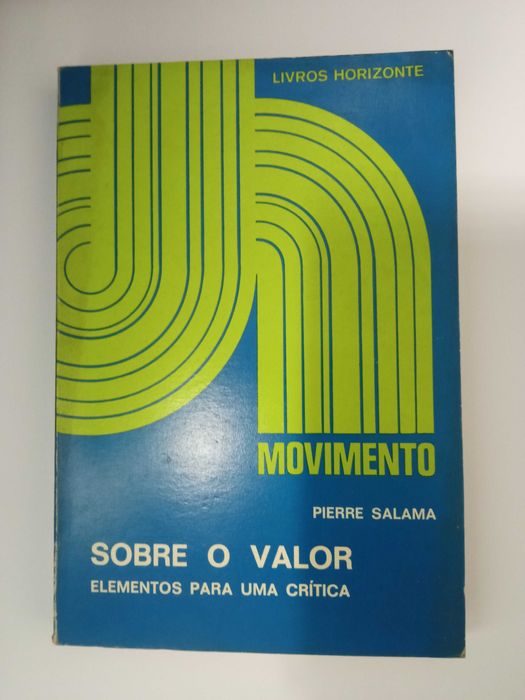 LIVROS HORIZONTE
MOVIMENTO
PIERRE SALAMA
SOBRE O VALOR
ELEMENTOS PARA UMA CRÍTICA